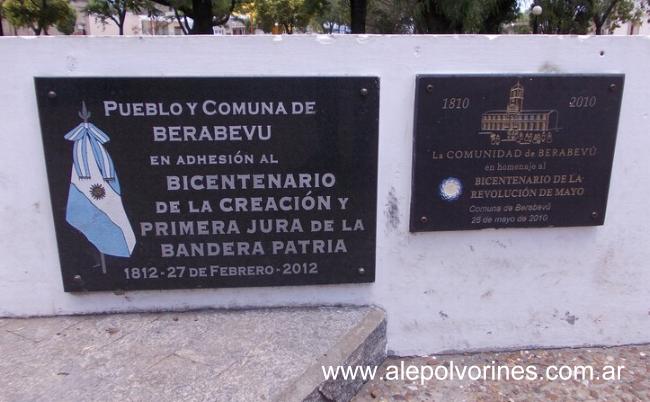 PUEBLO Y COMUNA DE
BERABEVU
EN ADHESIÓN AL
BICENTENARIO
DE LA CREACIÓN Y
PRIMERA JURA DE LA
BANDERA PATRIA
1812-27 DE FEBRERO-2012
1810 2010
La COMUNIDAD de BERABEVÚ
en homenaje al
BICENTENARIO DE LA
REVOLUCIÓN DE MAYO
Comuna de Berabevú
25 de mayo de 2010
www.alepolvorines.com.ar